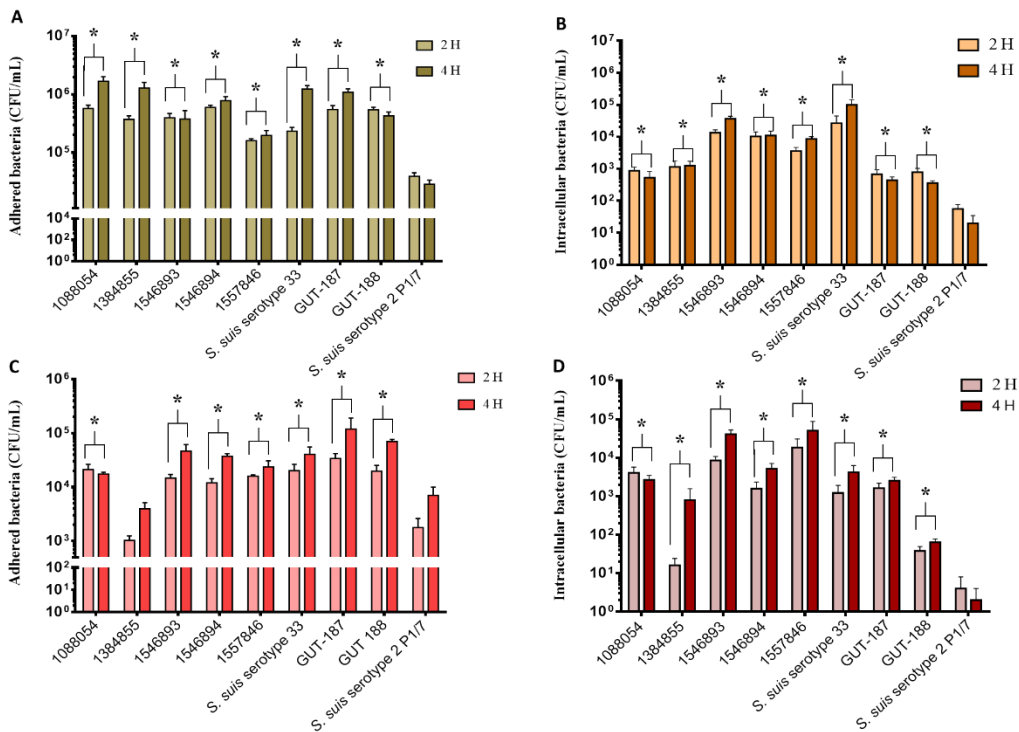 A
Adhered bacteria (CFU/mL)
10⁷
10⁶
10⁵
10⁴
10²
10⁰
* * * * * * * *
2 H
4 H
1088054
1384855
1546893
1546894
1557846
S. suis serotype 33
GUT-187
GUT-188
S. suis serotype 2 P1/7
B
Intracellular bacteria (CFU/mL)
10⁷
10⁶
10⁵
10⁴
10³
10²
10¹
10⁰
* * * * * * * *
2 H
4 H
1088054
1384855
1546893
1546894
1557846
S. suis serotype 33
GUT-187
GUT-188
S. suis serotype 2 P1/7
C
Adhered bacteria (CFU/mL)
10⁶
10⁵
10⁴
10³
10²
10¹
10⁰
* * * * * * *
2 H
4 H
1088054
1384855
1546893
1546894
1557846
S. suis serotype 33
GUT-187
GUT 188
S. suis serotype 2 P1/7
D
Intracellular bacteria (CFU/mL)
10⁶
10⁵
10⁴
10³
10²
10¹
10⁰
* * * * * * * *
2 H
4 H
1088054
1384855
1546893
1546894
1557846
S. suis serotype 33
GUT-187
GUT-188
S. suis serotype 2 P1/7